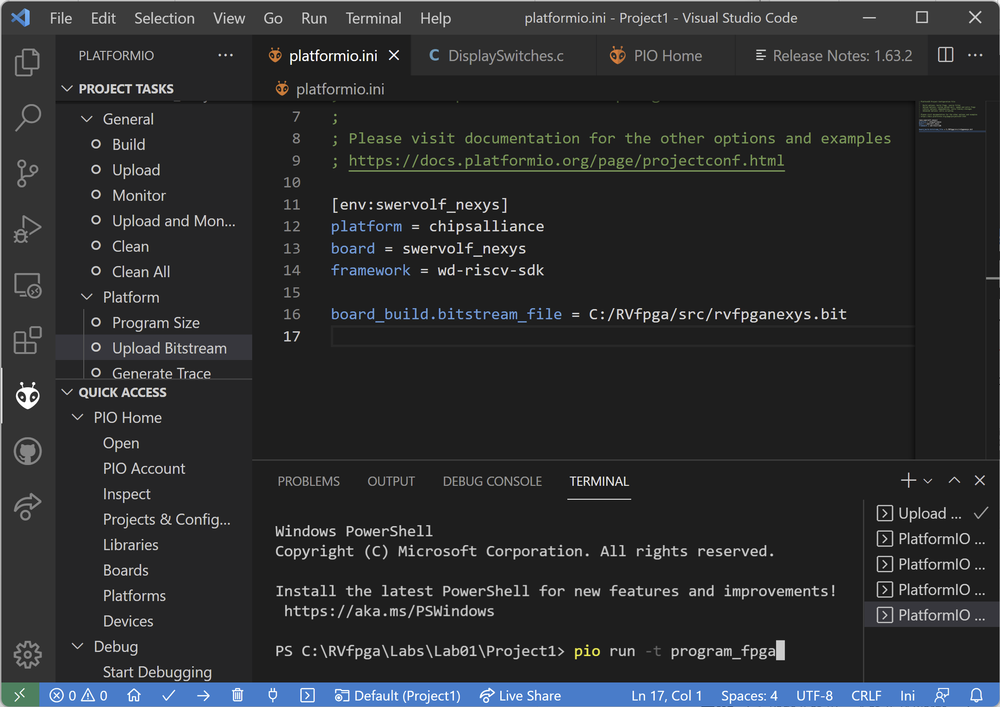 File Edit Selection View Go Run Terminal Help platformio.ini - Project1 - Visual Studio Code
PLATFORMIO
platformio.ini DisplaySwitches.c PIO Home Release Notes: 1.63.2
PROJECT TASKS
General
Build
Upload
Monitor
Upload and Mon...
Clean
Clean All
Platform
Program Size
Upload Bitstream
Generate Trace
QUICK ACCESS
PIO Home
Open
PIO Account
Inspect
Projects & Config...
Libraries
Boards
Platforms
Devices
Debug
Start Debugging
platformio.ini
7 ;
8 ; Please visit documentation for the other options and examples
9 ; https://docs.platformio.org/page/projectconf.html
10
11 [env:swervolf_nexys]
12 platform = chipsalliance
13 board = swervolf_nexys
14 framework = wd-riscv-sdk
15
16 board_build.bitstream_file = C:/RVfpga/src/rvfpganexys.bit
17
PROBLEMS OUTPUT DEBUG CONSOLE TERMINAL
Windows PowerShell
Copyright (C) Microsoft Corporation. All rights reserved.
Install the latest PowerShell for new features and improvements!
https://aka.ms/PSWindows
PS C:\RVfpga\Labs\Lab01\Project1> pio run -t program_fpga
Upload ...
PlatformIO ...
PlatformIO ...
PlatformIO ...
PlatformIO ...
0 0 Default (Project1) Live Share Ln 17, Col 1 Spaces: 4 UTF-8 CRLF Ini